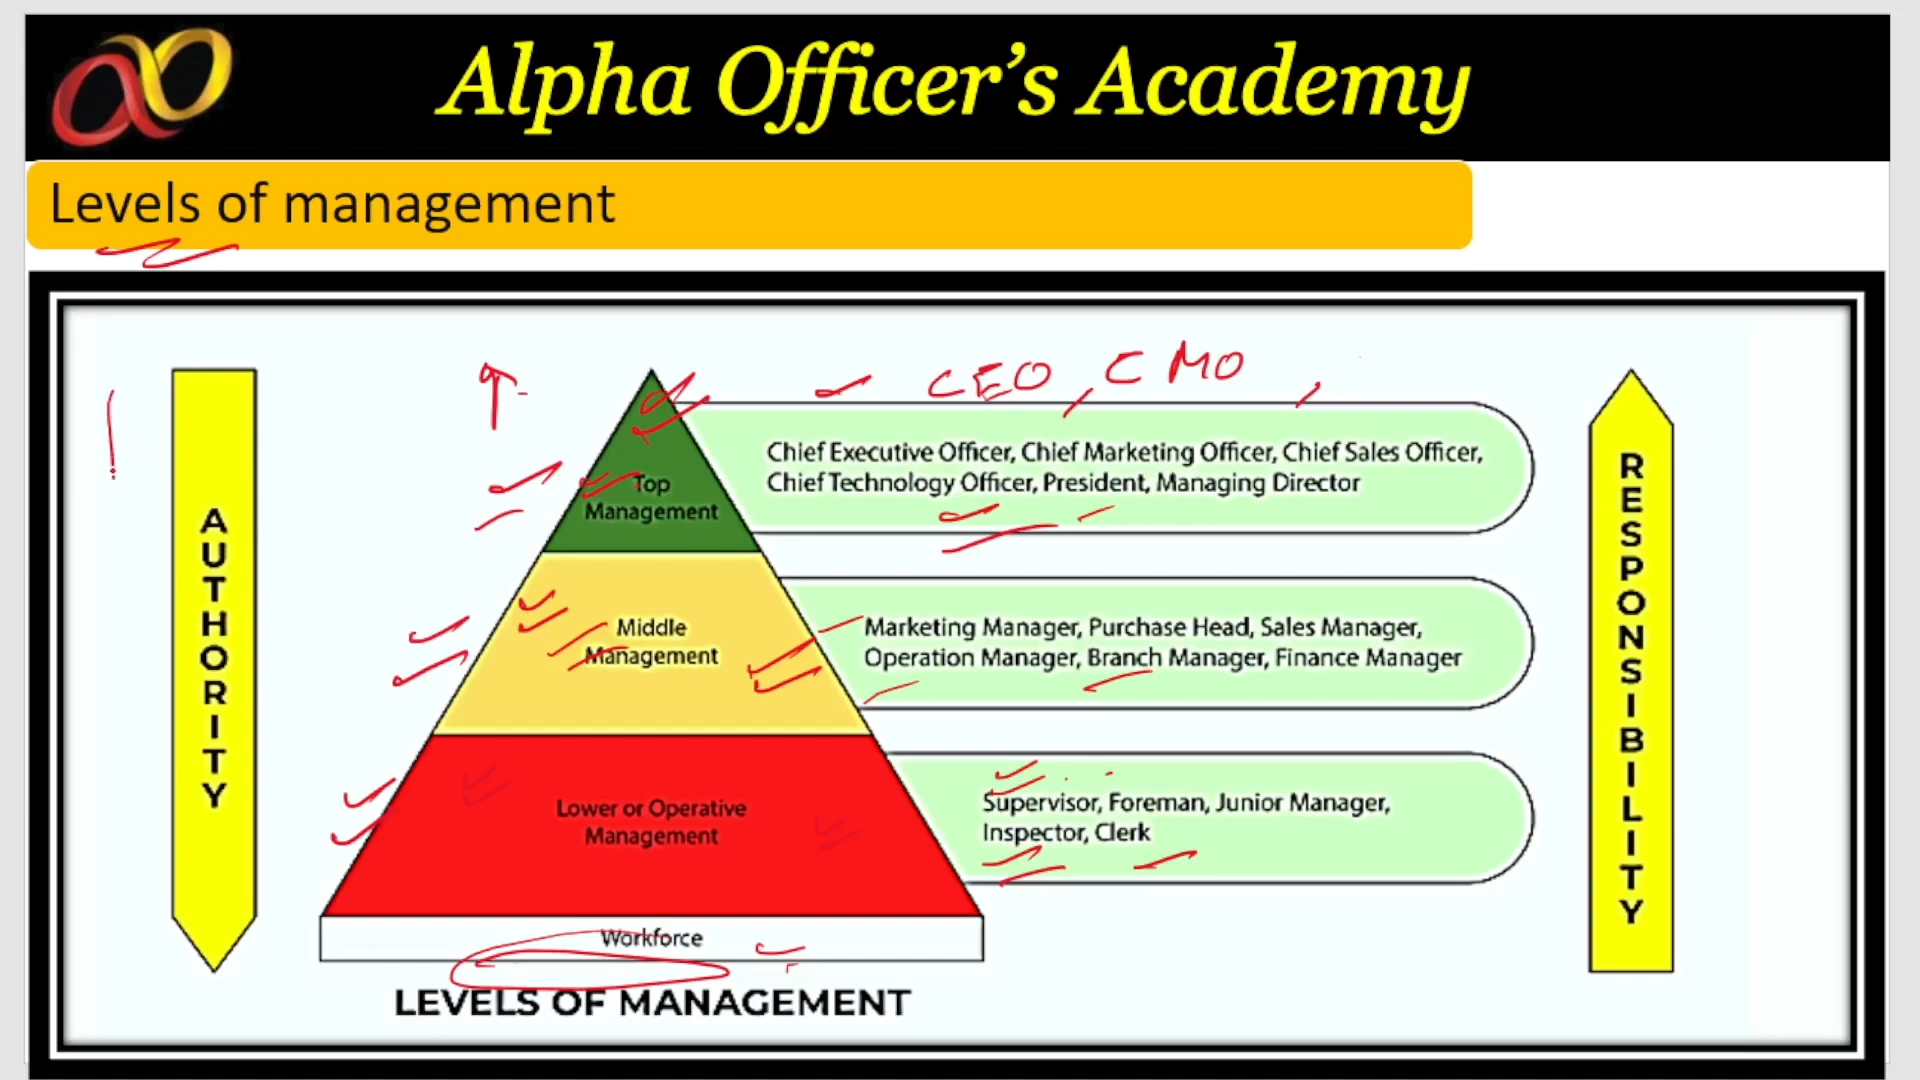 Alpha Officer's Academy
Levels of management
CEO, CMO,
AUTHORITY
Top
Management
Chief Executive Officer, Chief Marketing Officer, Chief Sales Officer,
Chief Technology Officer, President, Managing Director
Middle
Management
Marketing Manager, Purchase Head, Sales Manager,
Operation Manager, Branch Manager, Finance Manager
Lower or Operative
Management
Supervisor, Foreman, Junior Manager,
Inspector, Clerk
RESPONSIBILITY
Workforce
LEVELS OF MANAGEMENT